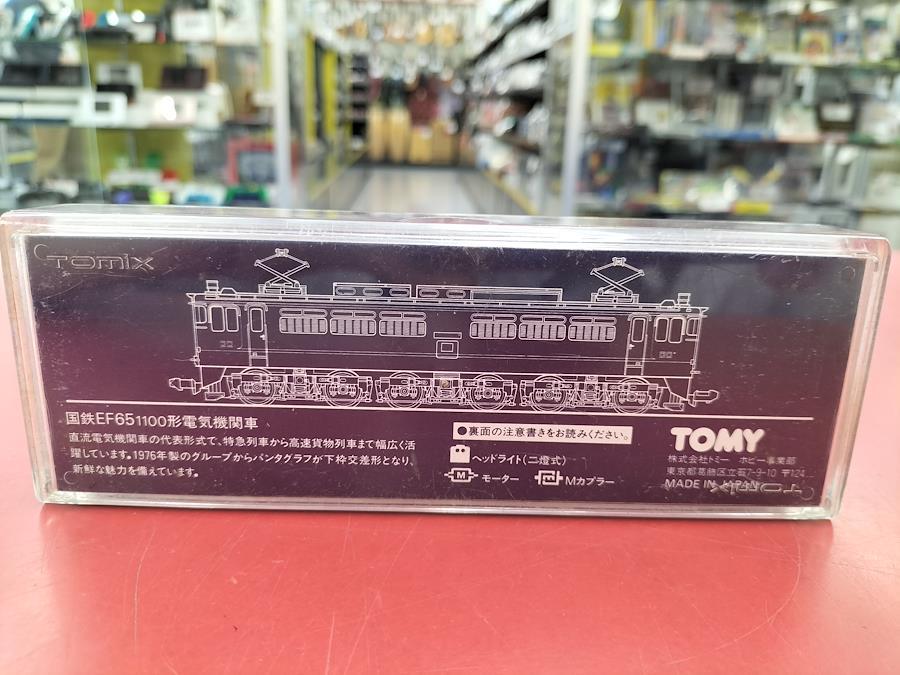 TOMIX
国鉄EF65 1100形電気機関車
直流電気機関車の代表形式で、特急列車から高速貨物列車まで幅広く活
躍しています。1976年製のグループからパンタグラフが下枠交差形となり、
新鮮な魅力を備えています。
●裏面の注意書きをお読みください。
ヘッドライト(二燈式)
M モーター
M Mカプラー
TOMY
株式会社トミー ホビー事業部
東京都葛飾区立石7-9-10 〒124
MADE IN JAPAN
TOMIX